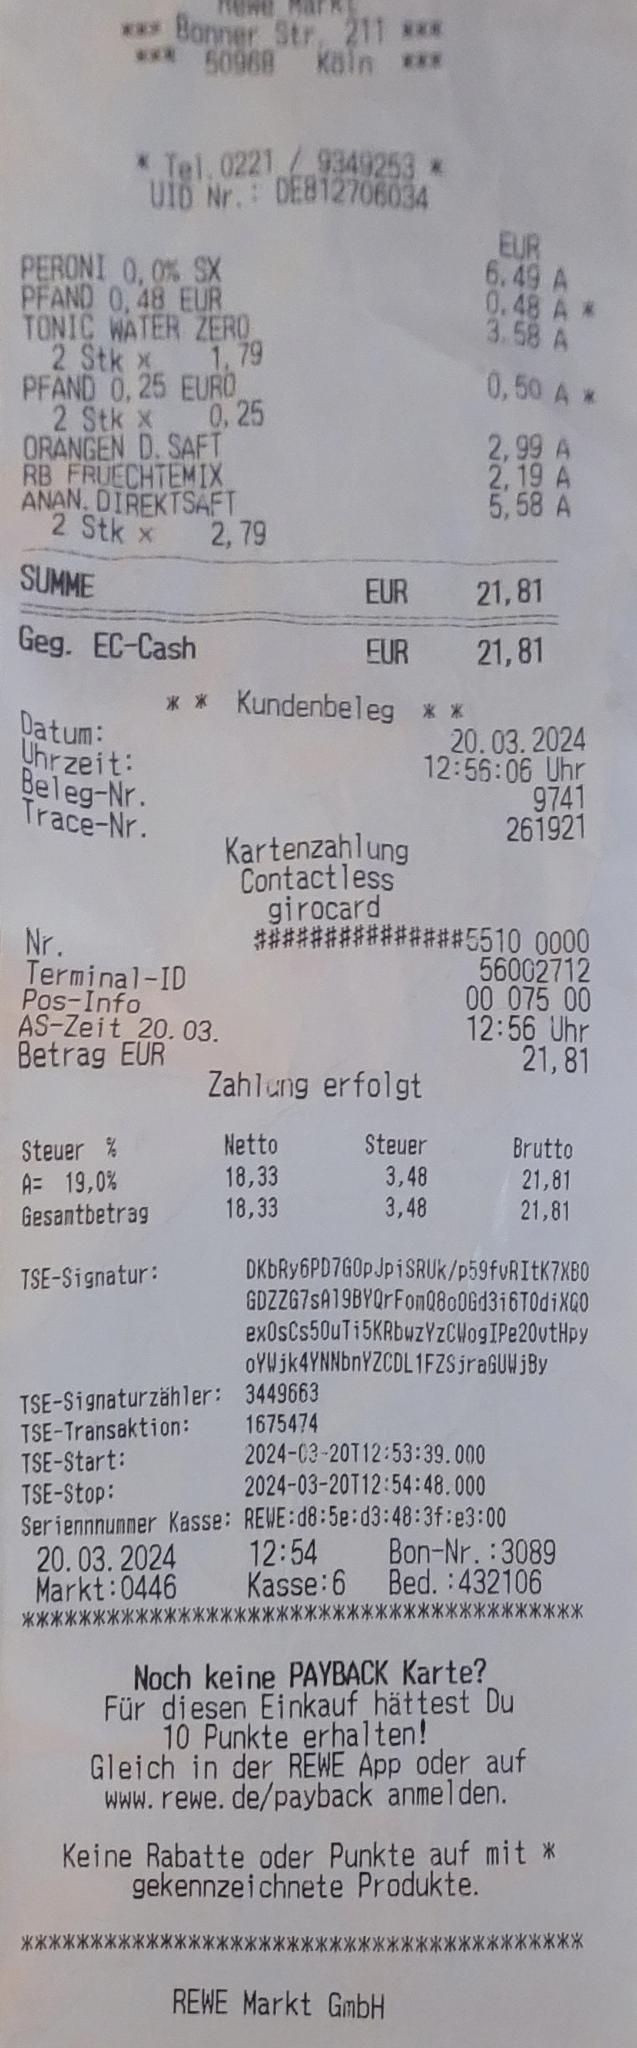 Rewe Markt
*** Bonner Str. 211 ***
*** 50968 Köln ***
* Tel.0221 / 9349253 *
UID Nr.: DE812706034
EUR
PERONI 0,0% SX 6,49 A
PFAND 0,48 EUR 0,48 A *
TONIC WATER ZERO 3,58 A
2 Stk x 1,79
PFAND 0,25 EURO 0,50 A *
2 Stk x 0,25
ORANGEN D.SAFT 2,99 A
RB FRUECHTEMIX 2,19 A
ANAN.DIREKTSAFT 5,58 A
2 Stk x 2,79
SUMME EUR 21,81
Geg. EC-Cash EUR 21,81
* * Kundenbeleg * *
Datum: 20.03.2024
Uhrzeit: 12:56:06 Uhr
Beleg-Nr. 9741
Trace-Nr. 261921
Kartenzahlung
Contactless
girocard
Nr. ###############5510 0000
Terminal-ID 56002712
Pos-Info 00 075 00
AS-Zeit 20.03. 12:56 Uhr
Betrag EUR 21,81
Zahlung erfolgt
Steuer % Netto Steuer Brutto
A= 19,0% 18,33 3,48 21,81
Gesamtbetrag 18,33 3,48 21,81
TSE-Signatur: DKbRy6PD7GOpJpiSRUk/p59fvRItK7XBO
GDZZG7sA19BYQrFomQ8oOGd3i6TOdiXQO
exOsCs5OuTi5KRbwzYzCWogIPe2OvtHpy
oYWjk4YNNbnYZCDL1FZSjraGUWjBy
TSE-Signaturzähler: 3449663
TSE-Transaktion: 1675474
TSE-Start: 2024-03-20T12:53:39.000
TSE-Stop: 2024-03-20T12:54:48.000
Seriennnummer Kasse: REWE:d8:5e:d3:48:3f:e3:00
20.03.2024 12:54 Bon-Nr.:3089
Markt:0446 Kasse:6 Bed.:432106
****************************************
Noch keine PAYBACK Karte?
Für diesen Einkauf hättest Du
10 Punkte erhalten!
Gleich in der REWE App oder auf
www.rewe.de/payback anmelden.
Keine Rabatte oder Punkte auf mit *
gekennzeichnete Produkte.
****************************************
REWE Markt GmbH